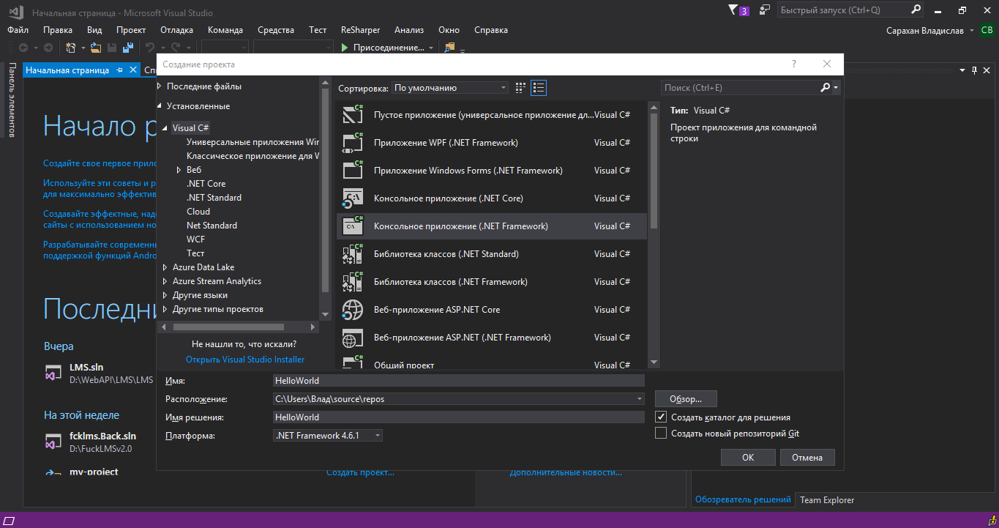 Начальная страница - Microsoft Visual Studio
3
Быстрый запуск (Ctrl+Q)
Файл Правка Вид Проект Отладка Команда Средства Тест ReSharper Анализ Окно Справка
Сарахан Владислав СВ
Присоединение...
Панель элементов
Начальная страница Спр
Начало р
Создайте свое первое прило
Используйте эти советы и р
для максимально эффектив
Создавайте эффектные, наде
сайты с использованием но
Разрабатывайте современн
поддержкой функций Andro
Последни
Вчера
LMS.sln
D:\WebAPI\LMS\LMS
На этой неделе
fcklms.Back.sln
D:\FuckLMSv2.0
my-project
Создание проекта ?
Последние файлы
Установленные
Visual C#
Универсальные приложения Wir
Классическое приложение для W
Веб
.NET Core
.NET Standard
Cloud
Net Standard
WCF
Тест
Azure Data Lake
Azure Stream Analytics
Другие языки
Другие типы проектов
Не нашли то, что искали?
Открыть Visual Studio Installer
Сортировка: По умолчанию
Пустое приложение (универсальное приложение дл... Visual C#
Приложение WPF (.NET Framework) Visual C#
Приложение Windows Forms (.NET Framework) Visual C#
Консольное приложение (.NET Core) Visual C#
Консольное приложение (.NET Framework) Visual C#
Библиотека классов (.NET Standard) Visual C#
Библиотека классов (.NET Framework) Visual C#
Веб-приложение ASP.NET Core Visual C#
Веб-приложение ASP.NET (.NET Framework) Visual C#
Общий проект Visual C#
Поиск (Ctrl+E)
Тип: Visual C#
Проект приложения для командной
строки
Имя: HelloWorld
Расположение: C:\Users\Влад\source\repos
Обзор...
Имя решения: HelloWorld
Создать каталог для решения
Платформа: .NET Framework 4.6.1
Создать новый репозиторий Git
ОК Отмена
Создать проект...
Дополнительные новости...
Обозреватель решений Team Explorer